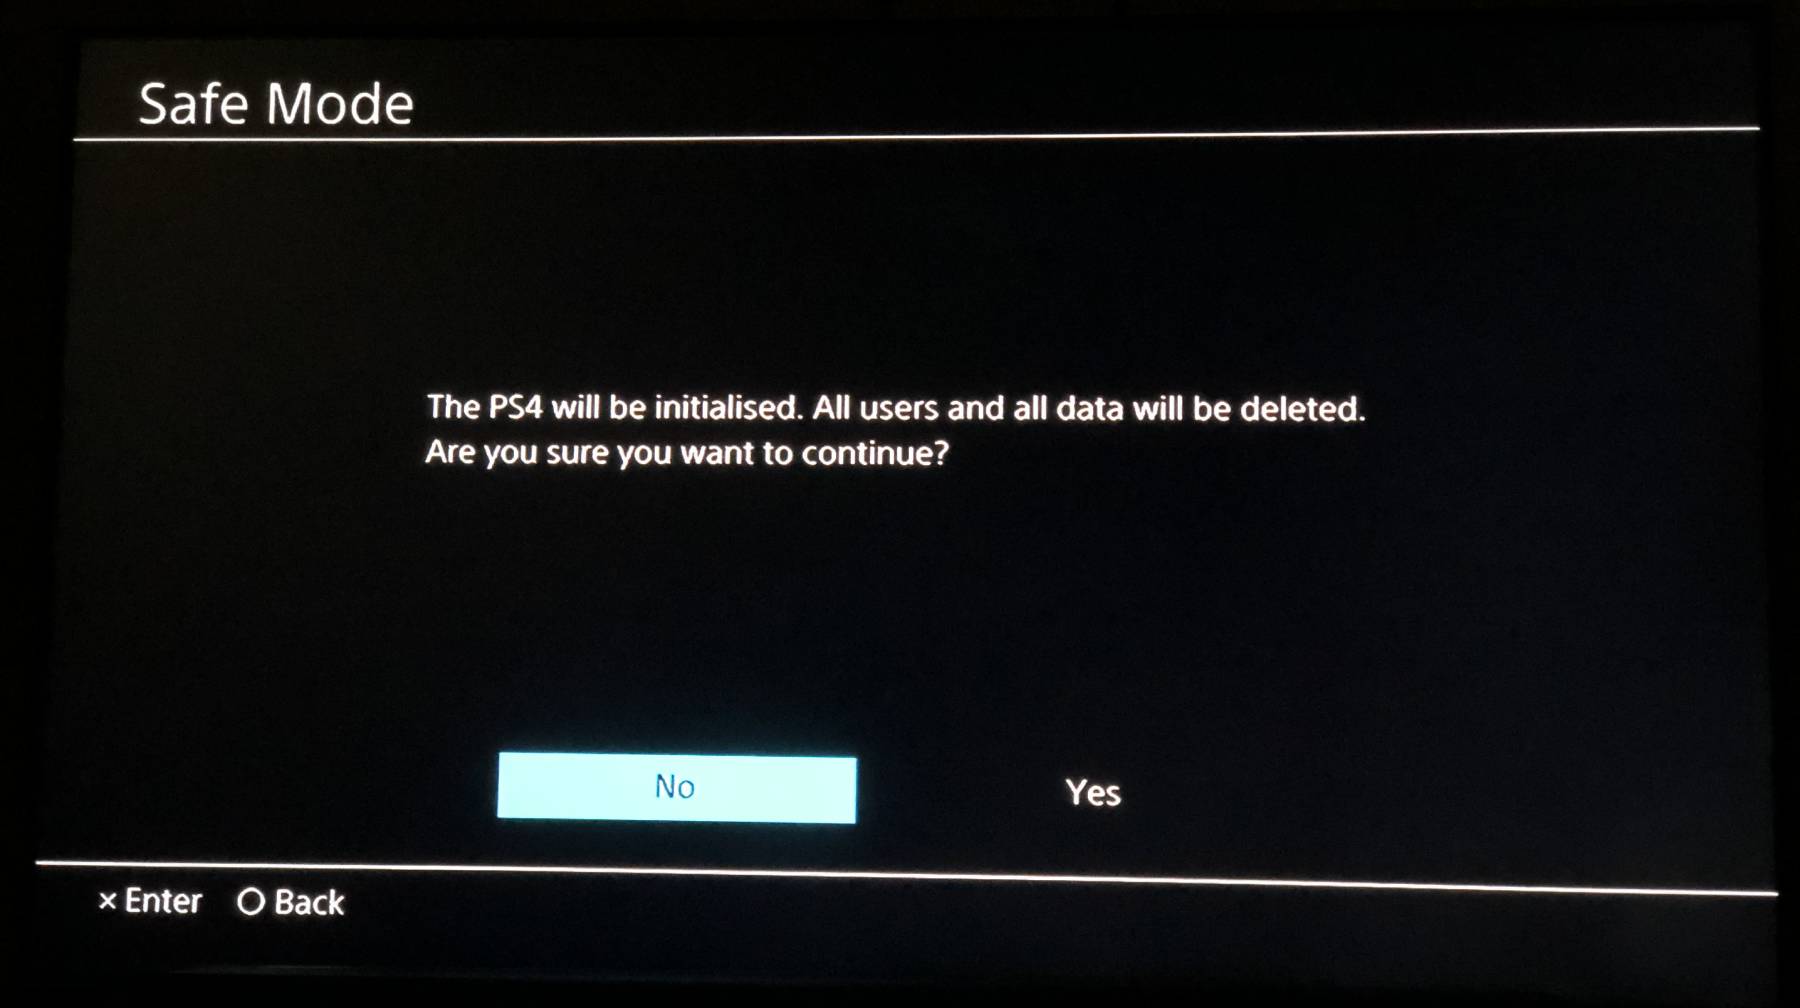 Safe Mode
The PS4 will be initialised. All users and all data will be deleted.
Are you sure you want to continue?
No
Yes
× Enter ○ Back